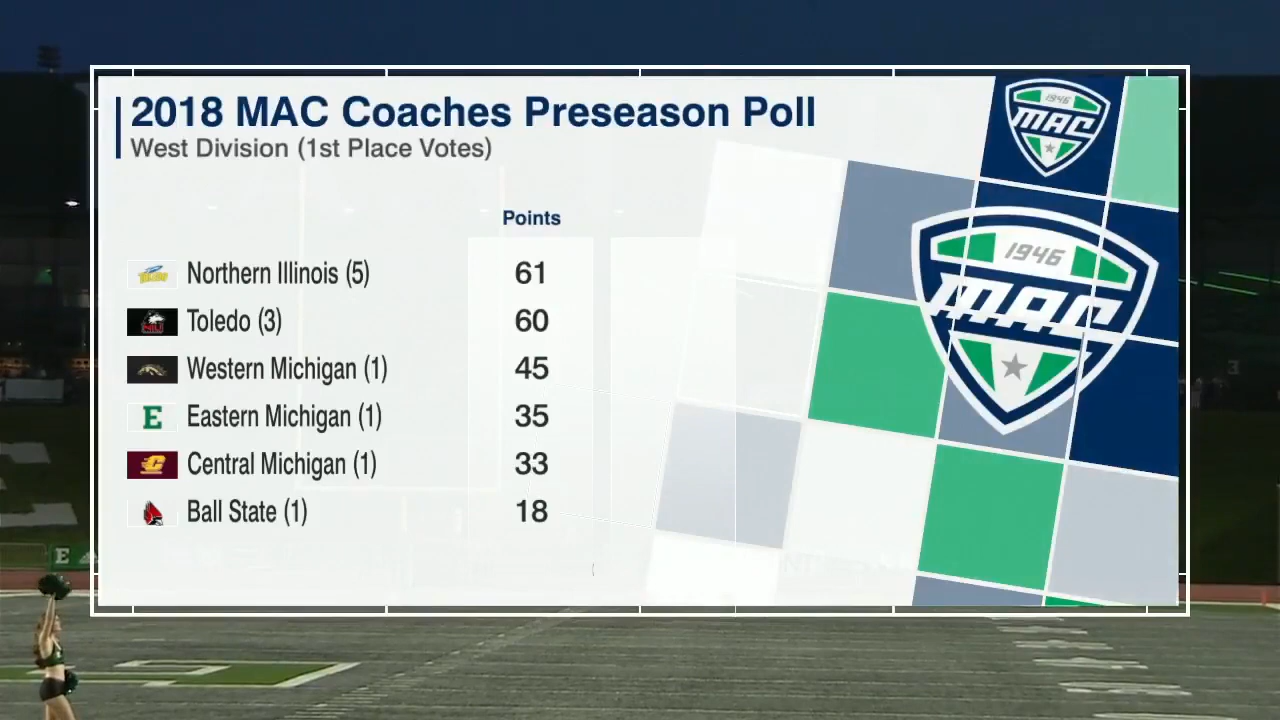 2018 MAC Coaches Preseason Poll
West Division (1st Place Votes)
1946
MAC
1946
MAC
Points
Northern Illinois (5) 61
NIU
Toledo (3) 60
Western Michigan (1) 45
E
Eastern Michigan (1) 35
C
Central Michigan (1) 33
Ball State (1) 18
E